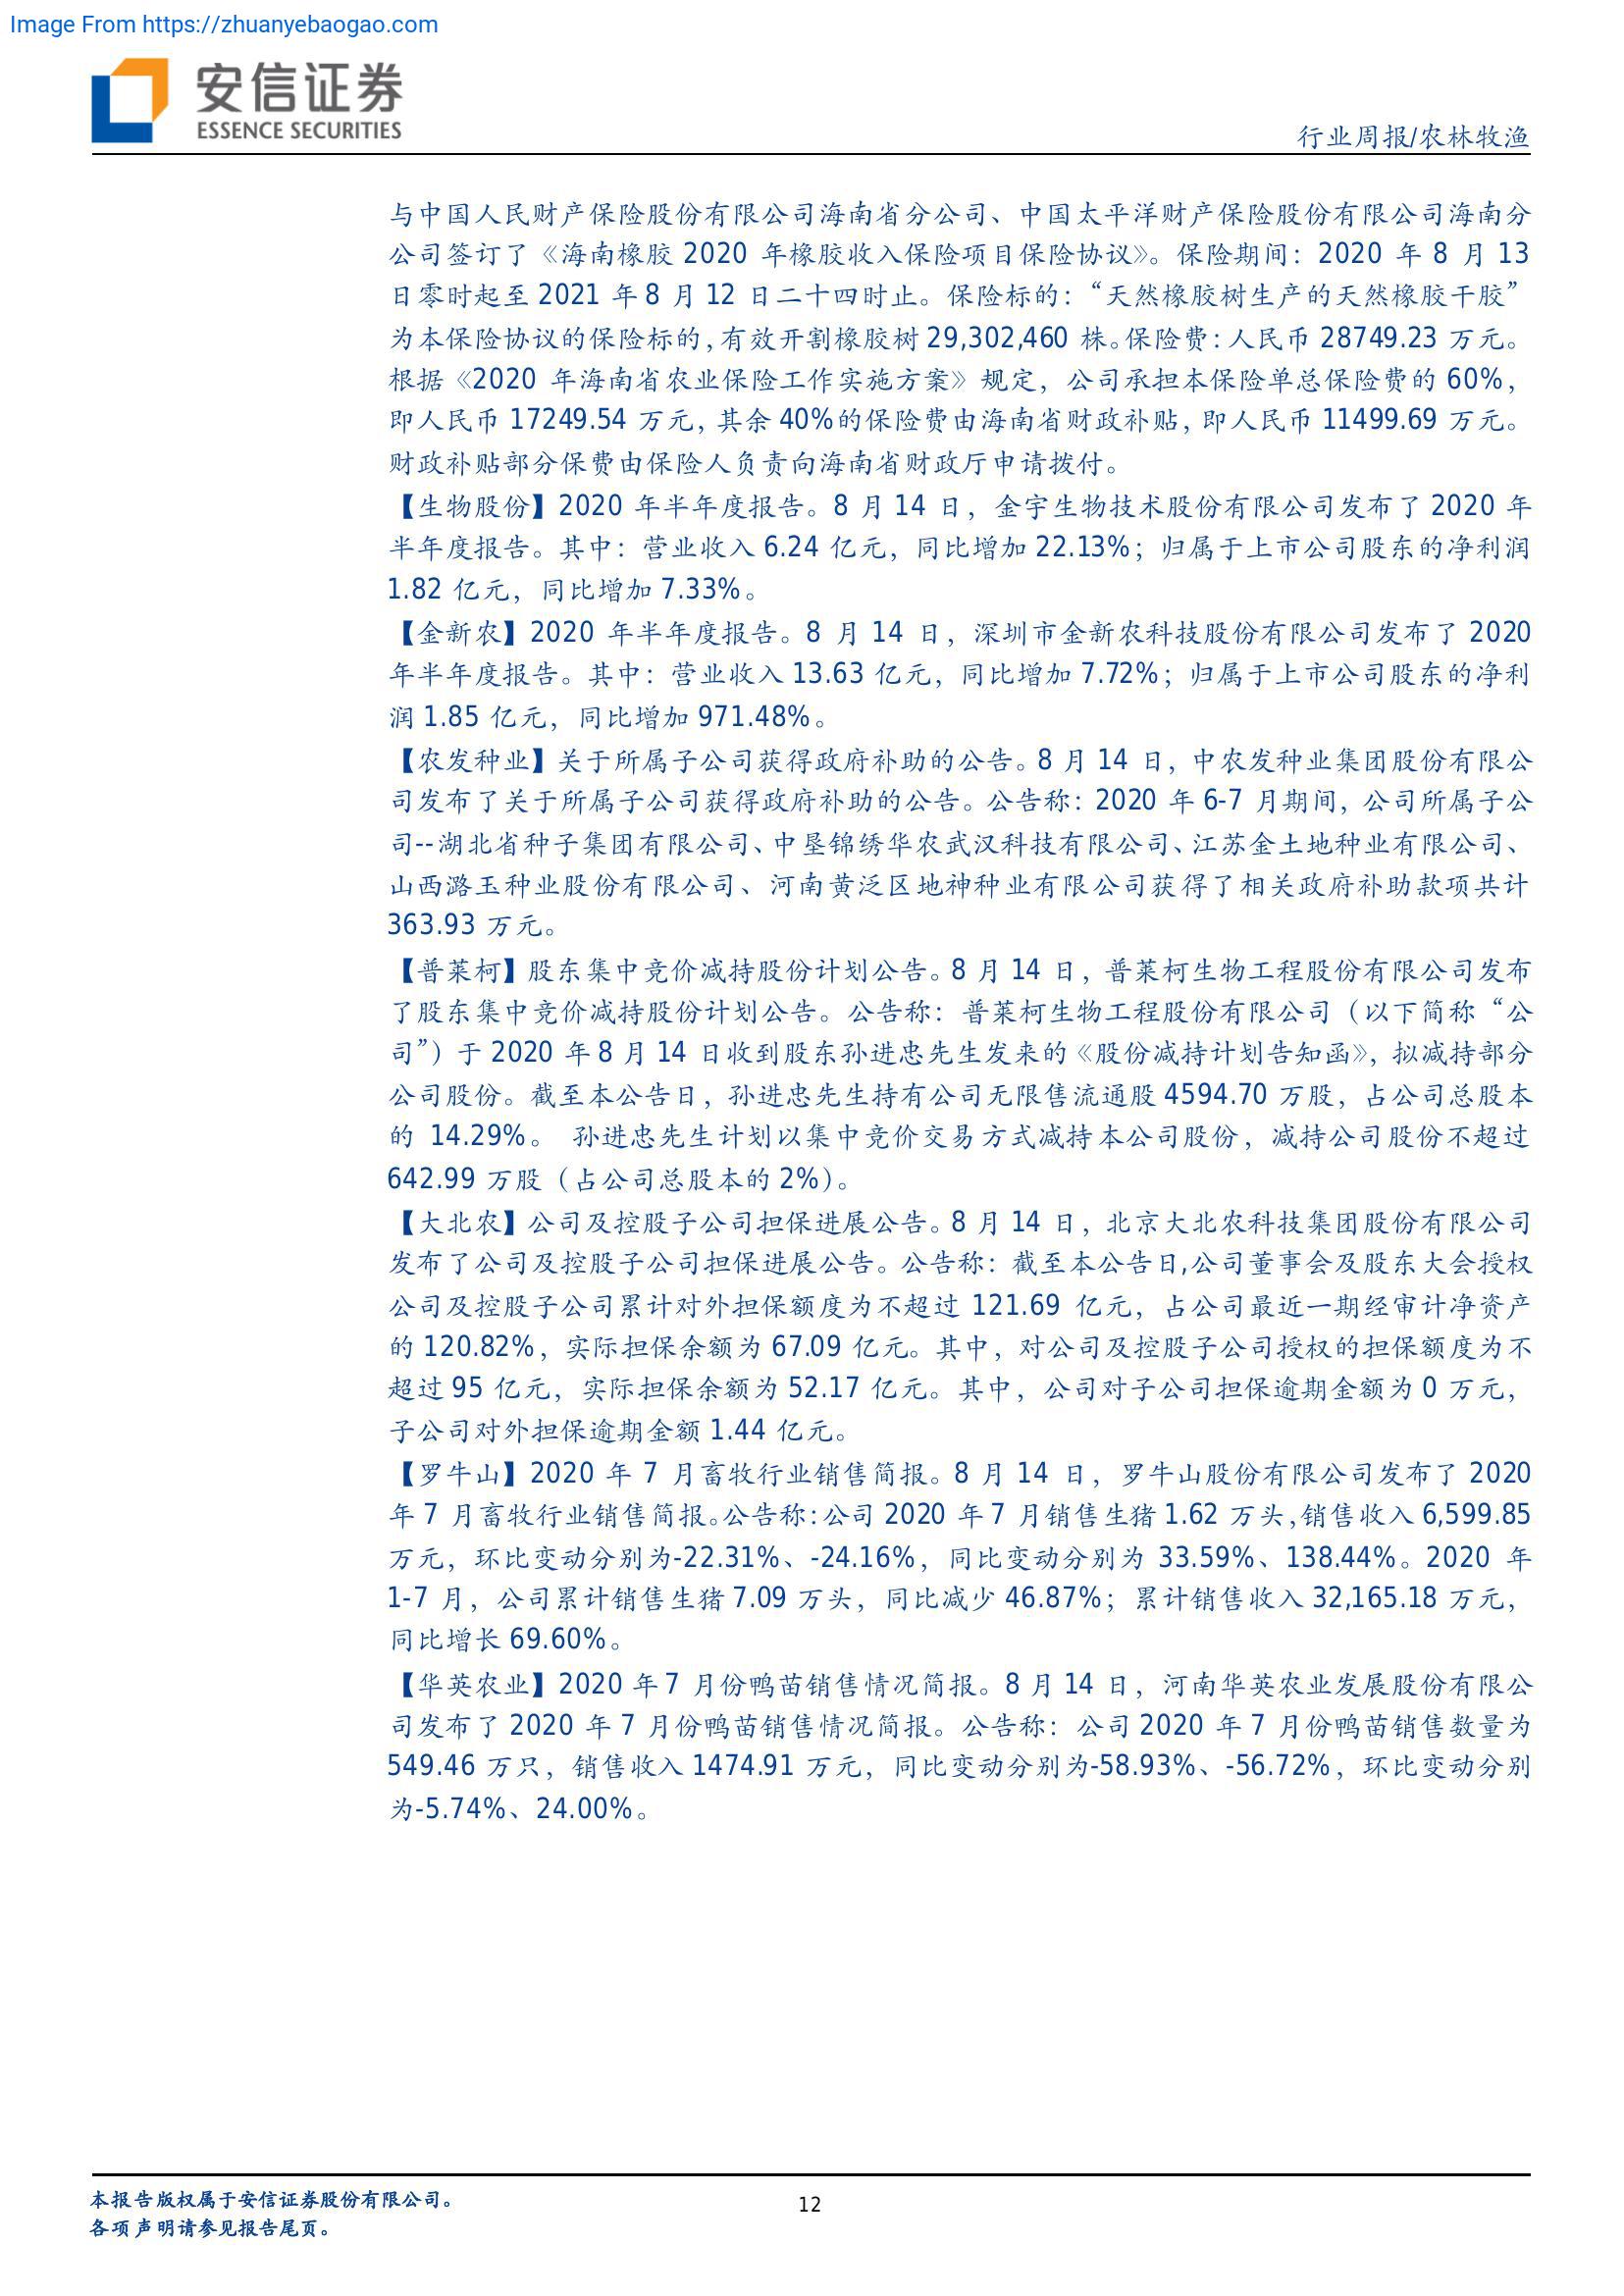 Image From https://zhuanyebaogao.com
安信证券
ESSENCE SECURITIES
行业周报/农林牧渔
与中国人民财产保险股份有限公司海南省分公司、中国太平洋财产保险股份有限公司海南分
公司签订了《海南橡胶 2020 年橡胶收入保险项目保险协议》。保险期间：2020 年 8 月 13
日零时起至 2021 年 8 月 12 日二十四时止。保险标的：“天然橡胶树生产的天然橡胶干胶”
为本保险协议的保险标的，有效开割橡胶树 29,302,460 株。保险费：人民币 28749.23 万元。
根据《2020 年海南省农业保险工作实施方案》规定，公司承担本保险单总保险费的 60%，
即人民币 17249.54 万元，其余 40%的保险费由海南省财政补贴，即人民币 11499.69 万元。
财政补贴部分保费由保险人负责向海南省财政厅申请拨付。
【生物股份】2020 年半年度报告。8 月 14 日，金宇生物技术股份有限公司发布了 2020 年
半年度报告。其中：营业收入 6.24 亿元，同比增加 22.13%；归属于上市公司股东的净利润
1.82 亿元，同比增加 7.33%。
【金新农】2020 年半年度报告。8 月 14 日，深圳市金新农科技股份有限公司发布了 2020
年半年度报告。其中：营业收入 13.63 亿元，同比增加 7.72%；归属于上市公司股东的净利
润 1.85 亿元，同比增加 971.48%。
【农发种业】关于所属子公司获得政府补助的公告。8 月 14 日，中农发种业集团股份有限公
司发布了关于所属子公司获得政府补助的公告。公告称：2020 年 6-7 月期间，公司所属子公
司--湖北省种子集团有限公司、中垦锦绣华农武汉科技有限公司、江苏金土地种业有限公司、
山西潞玉种业股份有限公司、河南黄泛区地神种业有限公司获得了相关政府补助款项共计
363.93 万元。
【普莱柯】股东集中竞价减持股份计划公告。8 月 14 日，普莱柯生物工程股份有限公司发布
了股东集中竞价减持股份计划公告。公告称：普莱柯生物工程股份有限公司（以下简称“公
司”）于 2020 年 8 月 14 日收到股东孙进忠先生发来的《股份减持计划告知函》，拟减持部分
公司股份。截至本公告日，孙进忠先生持有公司无限售流通股 4594.70 万股，占公司总股本
的 14.29%。 孙进忠先生计划以集中竞价交易方式减持本公司股份，减持公司股份不超过
642.99 万股（占公司总股本的 2%）。
【大北农】公司及控股子公司担保进展公告。8 月 14 日，北京大北农科技集团股份有限公司
发布了公司及控股子公司担保进展公告。公告称：截至本公告日,公司董事会及股东大会授权
公司及控股子公司累计对外担保额度为不超过 121.69 亿元，占公司最近一期经审计净资产
的 120.82%，实际担保余额为 67.09 亿元。其中，对公司及控股子公司授权的担保额度为不
超过 95 亿元，实际担保余额为 52.17 亿元。其中，公司对子公司担保逾期金额为 0 万元，
子公司对外担保逾期金额 1.44 亿元。
【罗牛山】2020 年 7 月畜牧行业销售简报。8 月 14 日，罗牛山股份有限公司发布了 2020
年 7 月畜牧行业销售简报。公告称：公司 2020 年 7 月销售生猪 1.62 万头，销售收入 6,599.85
万元，环比变动分别为-22.31%、-24.16%，同比变动分别为 33.59%、138.44%。2020 年
1-7 月，公司累计销售生猪 7.09 万头，同比减少 46.87%；累计销售收入 32,165.18 万元，
同比增长 69.60%。
【华英农业】2020 年 7 月份鸭苗销售情况简报。8 月 14 日，河南华英农业发展股份有限公
司发布了 2020 年 7 月份鸭苗销售情况简报。公告称：公司 2020 年 7 月份鸭苗销售数量为
549.46 万只，销售收入 1474.91 万元，同比变动分别为-58.93%、-56.72%，环比变动分别
为-5.74%、24.00%。
本报告版权属于安信证券股份有限公司。
各项声明请参见报告尾页。
12